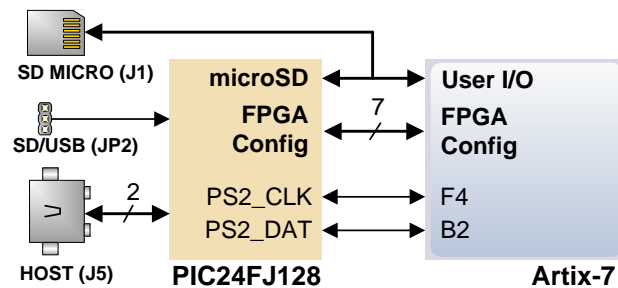 SD MICRO (J1)
microSD
User I/O
FPGA
Config
7
FPGA
Config
SD/USB (JP2)
2
PS2_CLK
F4
PS2_DAT
B2
HOST (J5)
PIC24FJ128
Artix-7